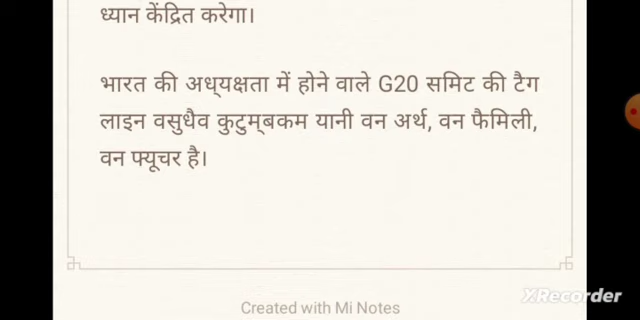 ध्यान केंद्रित करेगा।
भारत की अध्यक्षता में होने वाले G20 समिट की टैग
लाइन वसुधैव कुटुम्बकम यानी वन अर्थ, वन फैमिली,
वन फ्यूचर है।
Created with Mi Notes
XRecorder